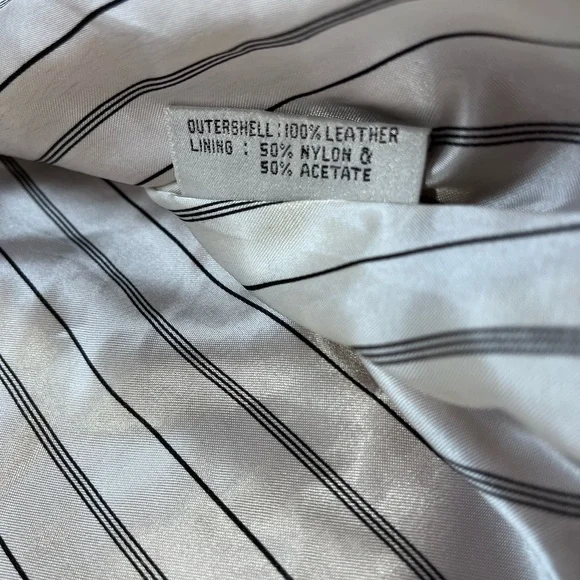 OUTERSHELL:100% LEATHER
LINING : 50% NYLON &
50% ACETATE